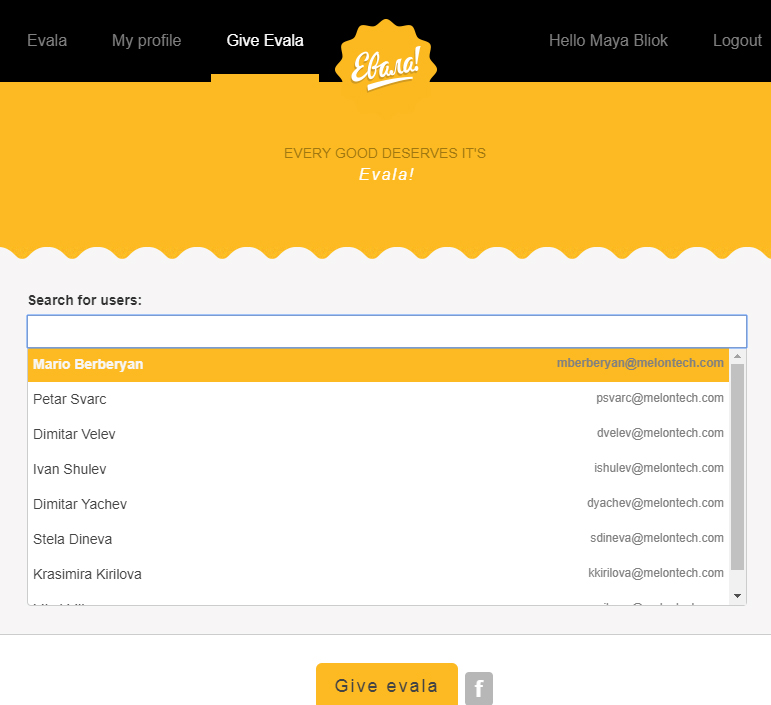 Evala My profile Give Evala Евала! Hello Maya Bliok Logout
EVERY GOOD DESERVES IT'S
Evala!
Search for users:
Mario Berberyan mberberyan@melontech.com
Petar Svarc psvarc@melontech.com
Dimitar Velev dvelev@melontech.com
Ivan Shulev ishulev@melontech.com
Dimitar Yachev dyachev@melontech.com
Stela Dineva sdineva@melontech.com
Krasimira Kirilova kkirilova@melontech.com
Give evala f